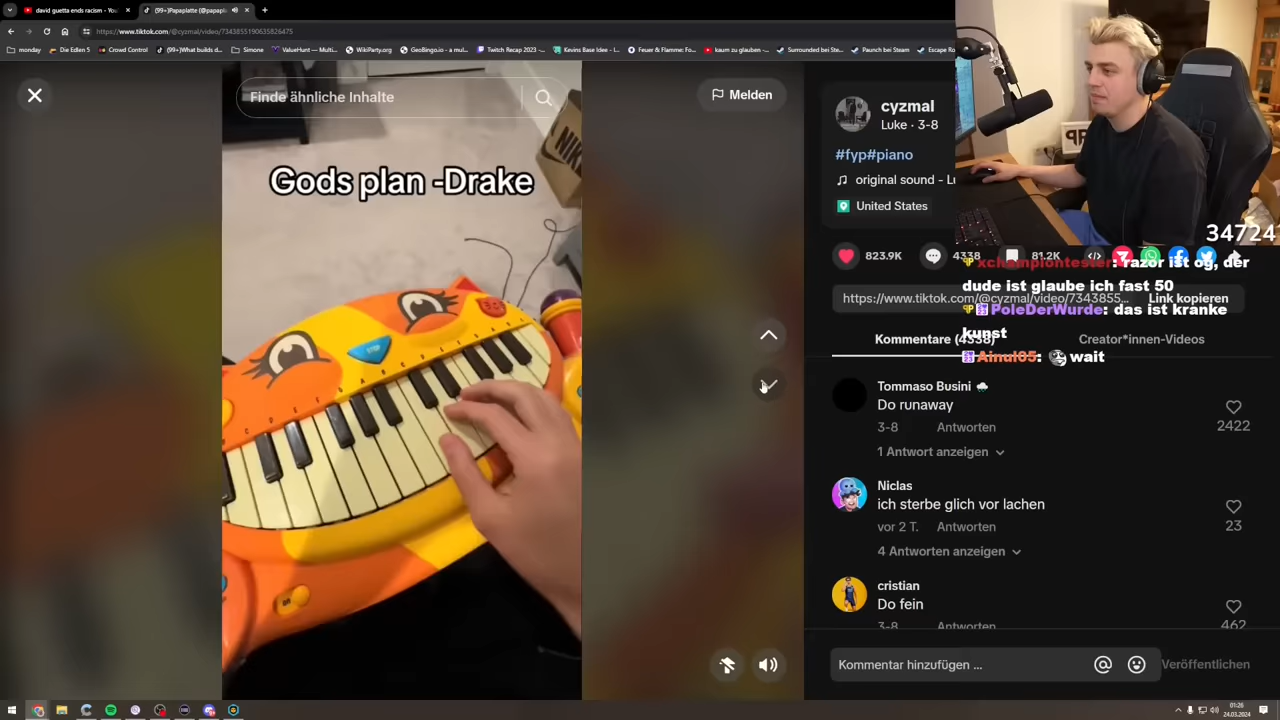 david guetta ends racism - You
(99+) Papaplatte (@papapl
https://www.tiktok.com/@cyzmal/video/7343855190635826475
monday
Die Edlen 5
Crowd Control
(99+)What builds d...
Simone
ValueHunt — Multi...
WikiParty.org
GeoBingo.io - a mul...
Twitch Recap 2023 -...
Kevins Base Idee - l...
Feuer & Flamme: Fo...
kaum zu glauben -...
Surrounded bei Ste...
Pausch bei Steam
Escape Ro
Finde ähnliche Inhalte
Melden
Gods plan -Drake
NIKE
STOP
cyzmal
Luke · 3-8
#fyp#piano
original sound - Lu
United States
34724
823.9K
4338
81.2K
xchampiontester: razor ist og, der
dude ist glaube ich fast 50
https://www.tiktok.com/@cyzmal/video/7343855...
Link kopieren
PoleDerWurde: das ist kranke
kunst
Kommentare (4338)
Creator*innen-Videos
Ainul05: wait
Tommaso Busini
Do runaway
3-8
Antworten
2422
1 Antwort anzeigen
Niclas
ich sterbe glich vor lachen
vor 2 T.
Antworten
23
4 Antworten anzeigen
cristian
Do fein
3-8
Antworten
462
Kommentar hinzufügen ...
Veröffentlichen
01:26
24.03.2024